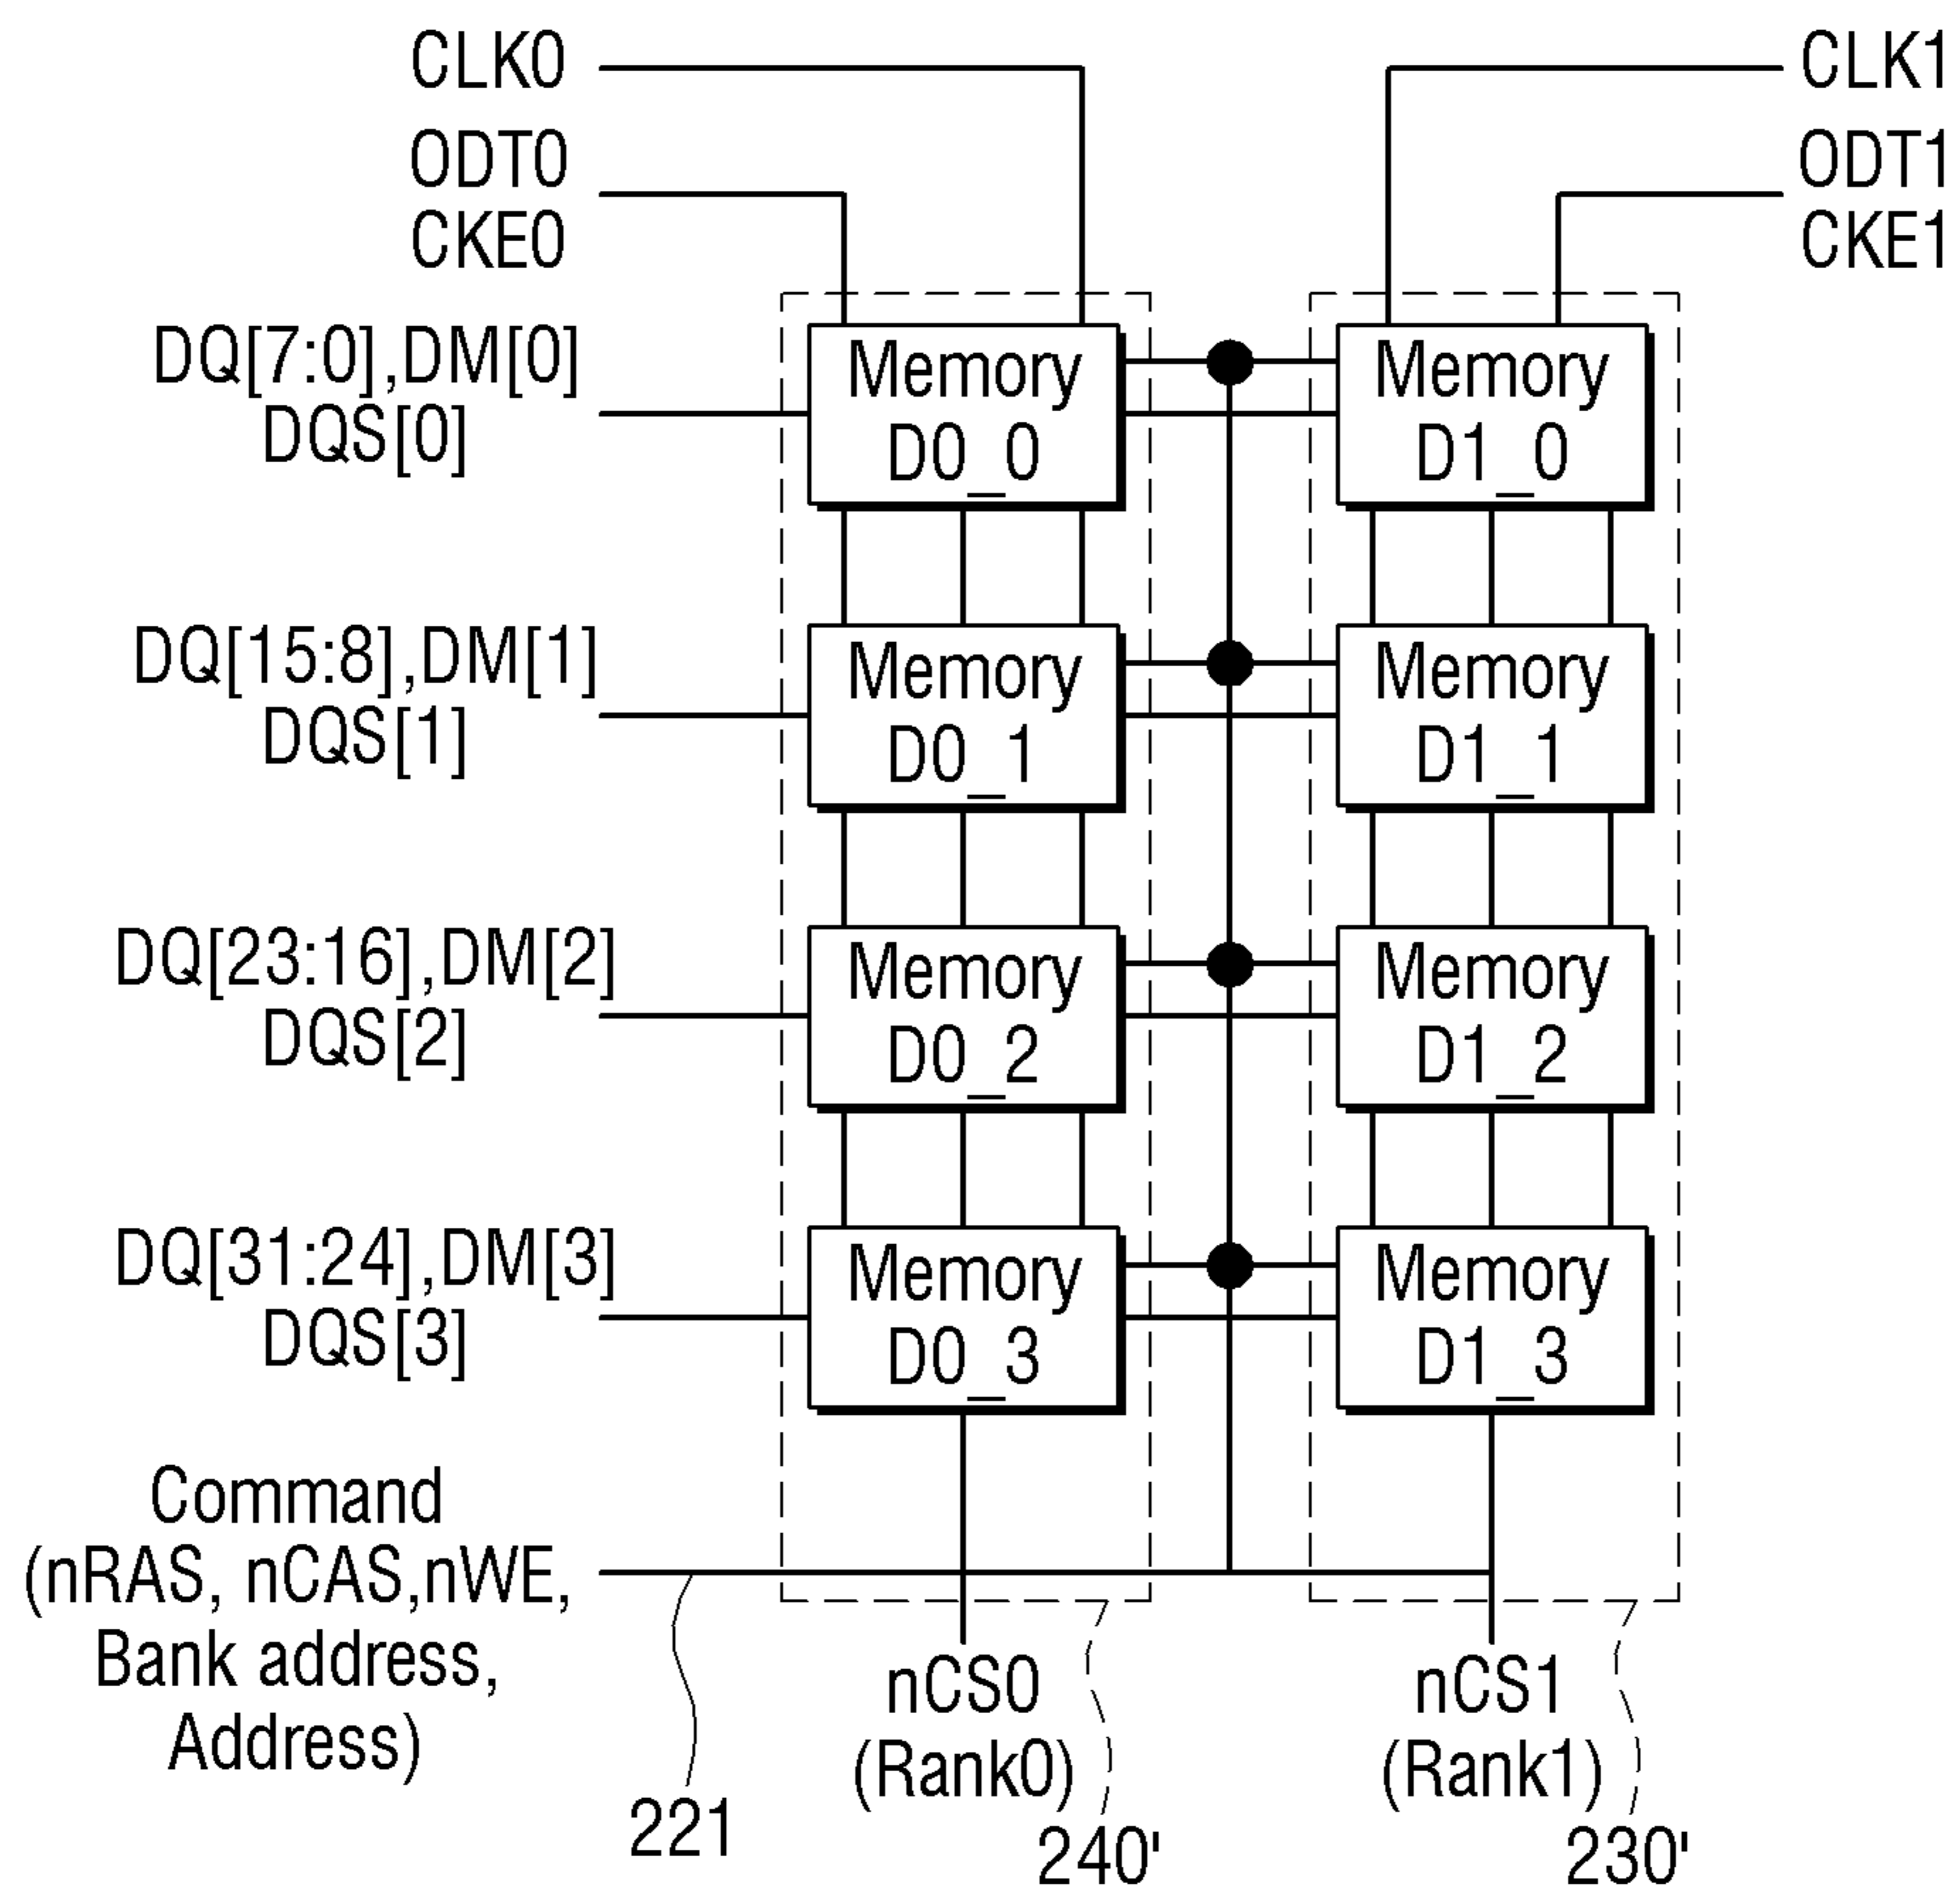 CLK0
CLK1
ODT0
CKE0
ODT1
CKE1
DQ[7:0],DM[0]
DQS[0]
Memory
D0_0
Memory
D1_0
DQ[15:8],DM[1]
DQS[1]
Memory
D0_1
Memory
D1_1
DQ[23:16],DM[2]
DQS[2]
Memory
D0_2
Memory
D1_2
DQ[31:24],DM[3]
DQS[3]
Memory
D0_3
Memory
D1_3
Command
(nRAS, nCAS,nWE,
Bank address,
Address)
221
nCS0
(Rank0)
240'
nCS1
(Rank1)
230'